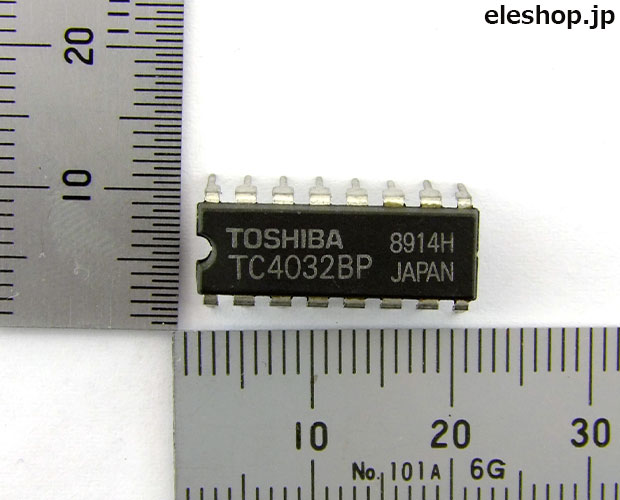 eleshop.jp
20
10
TOSHIBA 8914H
TC4032BP JAPAN
10 20 30
No. 101A 6G